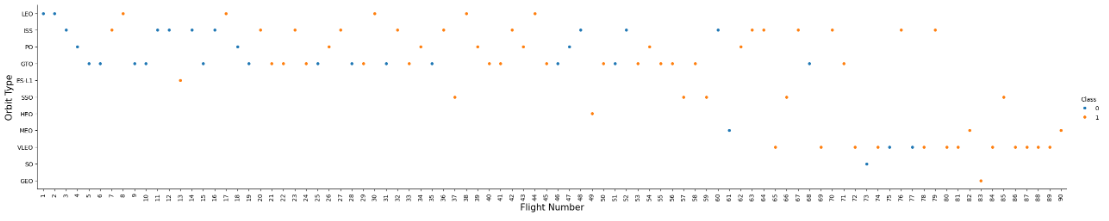 LEO
ISS
PO
GTO
ES-L1
SSO
HEO
MEO
VLEO
SO
GEO
Orbit Type
1 2 3 4 5 6 7 8 9 10 11 12 13 14 15 16 17 18 19 20 21 22 23 24 25 26 27 28 29 30 31 32 33 34 35 36 37 38 39 40 41 42 43 44 45 46 47 48 49 50 51 52 53 54 55 56 57 58 59 60 61 62 63 64 65 66 67 68 69 70 71 72 73 74 75 76 77 78 79 80 81 82 83 84 85 86 87 88 89 90
Flight Number
Class
0
1